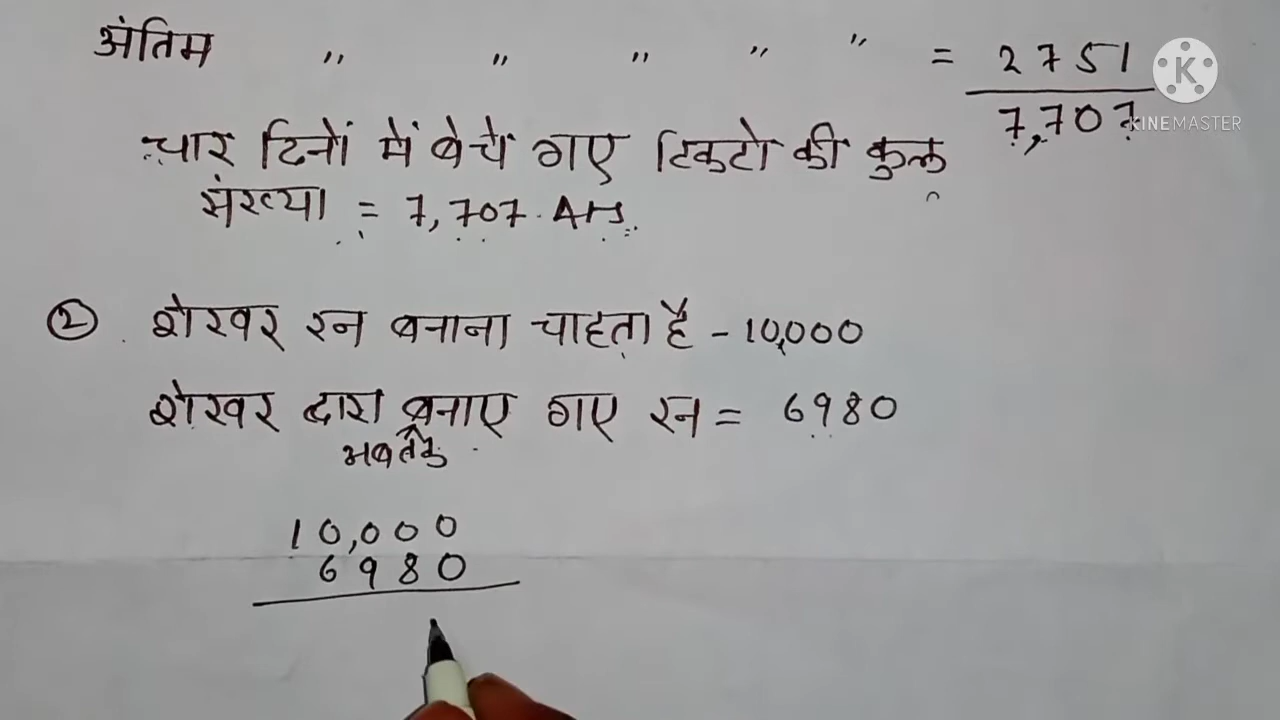 अंतिम " " " " " = 2751
7,707
चार दिनों में बेचें गए टिकटो की कुल
संख्या = 7,707 Ans
② शेखर रन बनाना चाहता है - 10,000
शेखर द्वारा बनाए गए रन = 6980
अब तक
10,000
6980
KINEMASTER